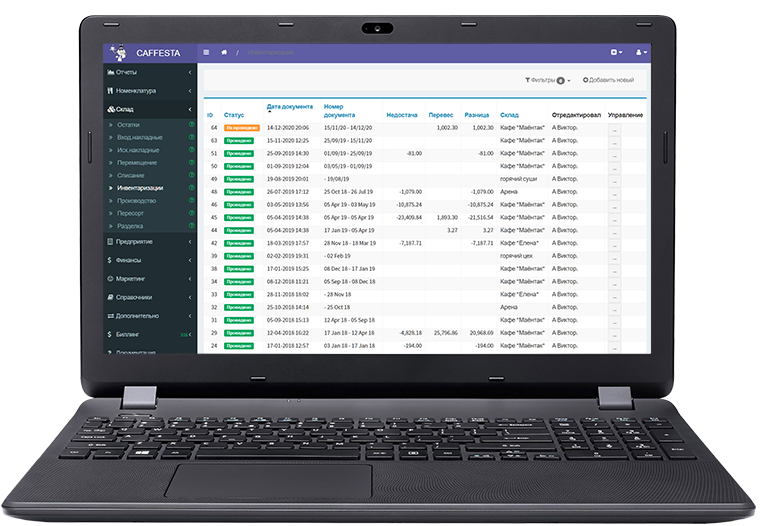 CAFFESTA / Инвентаризация
Отчеты
Номенклатура
Склад
Остатки
Вход.накладные
Исх.накладные
Перемещение
Списание
Инвентаризации
Производство
Пересорт
Разделка
Предприятие
Финансы
Маркетинг
Справочники
Дополнительно
Биллинг
Документация
Фильтры 0 Добавить новый
ID Статус Дата документа Номер документа Недостача Перевес Разница Склад Отредактировал Управление
64 Не проведено 14-12-2020 20:06 15/11/20 - 14/12/20 1,002.30 1,002.30 Кафе "Маёнтак" А Виктор. ...
63 Проведено 15-11-2020 12:25 25/09/19 - 15/11/20 Кафе "Маёнтак" А Виктор. ...
51 Проведено 25-09-2019 14:30 01/09/19 - 25/09/19 -81.00 -81.00 Кафе "Маёнтак" А Виктор. ...
50 Проведено 01-09-2019 12:04 03/05/19 - 01/09/19 Кафе "Маёнтак" А Виктор. ...
49 Проведено 19-08-2019 20:01 - 19/08/19 горячий суши А Виктор. ...
48 Проведено 26-07-2019 17:12 25 Oct 18 - 26 Jul 19 -1,079.00 -1,079.00 Арена А Виктор. ...
46 Проведено 03-05-2019 13:56 05 Apr 19 - 03 May 19 -10,875.24 -10,875.24 Кафе "Маёнтак" А Виктор. ...
45 Проведено 05-04-2019 14:38 05 Apr 19 - 05 Apr 19 -23,409.84 1,893.30 -21,516.54 Кафе "Маёнтак" А Виктор. ...
44 Проведено 05-04-2019 14:38 17 Jan 19 - 05 Apr 19 3.27 3.27 Кафе "Маёнтак" А Виктор. ...
42 Проведено 18-03-2019 17:57 28 Nov 18 - 18 Mar 19 -7,187.71 -7,187.71 Кафе "Елена" А Виктор. ...
39 Проведено 02-02-2019 19:31 - 02 Feb 19 горячий цех А Виктор. ...
38 Проведено 17-01-2019 15:25 08 Dec 18 - 17 Jan 19 Кафе "Маёнтак" А Виктор. ...
34 Проведено 08-12-2018 11:21 05 Sep 18 - 08 Dec 18 Кафе "Маёнтак" А Виктор. ...
33 Проведено 28-11-2018 18:02 - 28 Nov 18 Кафе "Елена" А Виктор. ...
32 Проведено 25-10-2018 14:14 - 25 Oct 18 Арена А Виктор. ...
31 Проведено 05-09-2018 15:13 12 Apr 18 - 05 Sep 18 Кафе "Маёнтак" А Виктор. ...
29 Проведено 12-04-2018 16:22 17 Jan 18 - 12 Apr 18 -4,828.18 25,796.86 20,968.69 Кафе "Маёнтак" А Виктор. ...
24 Проведено 17-01-2018 12:57 03 Jan 18 - 17 Jan 18 -194.00 -194.00 Кафе "Маёнтак" А Виктор. ...